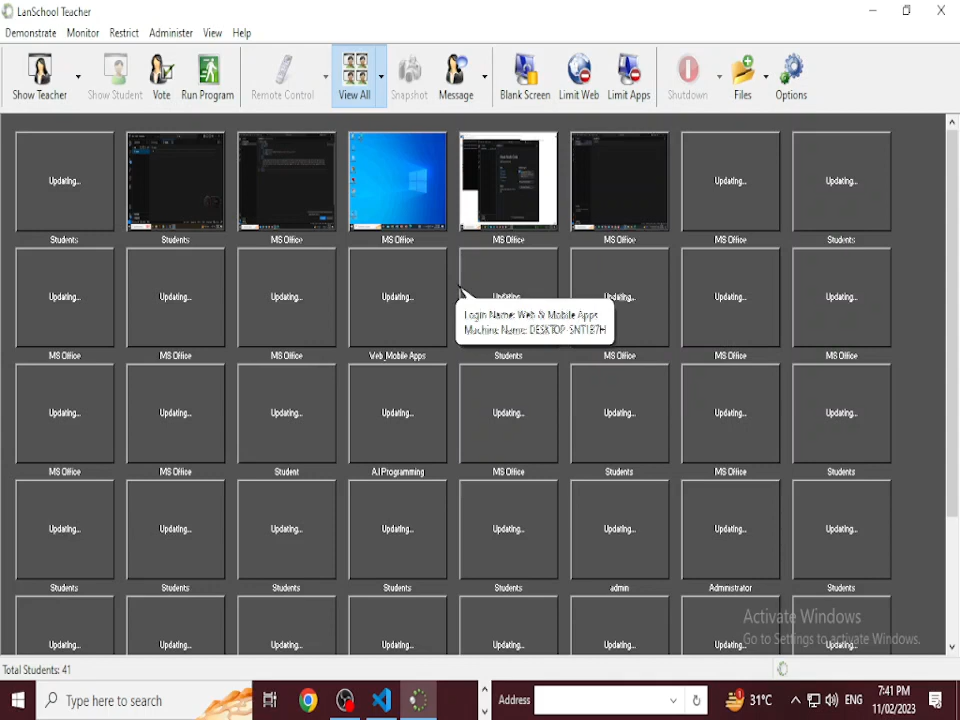 LanSchool Teacher
Demonstrate Monitor Restrict Administer View Help
Show Teacher Show Student Vote Run Program Remote Control View All Snapshot Message Blank Screen Limit Web Limit Apps Shutdown Files Options
Updating... Updating... Updating...
Students Students MS Office MS Office MS Office MS Office MS Office Students
Updating... Updating... Updating... Updating... Updating... Updating... Updating... Updating...
Login Name: Web & Mobile Apps
Machine Name: DESKTOP-SNT1B7H
MS Office MS Office MS Office Web_Mobile Apps Students MS Office MS Office MS Office
Updating... Updating... Updating... Updating... Updating... Updating... Updating... Updating...
MS Office MS Office Student A.I Programming MS Office Students MS Office Students
Updating... Updating... Updating... Updating... Updating... Updating... Updating... Updating...
Students Students Students Students Students admin Administrator Students
Updating... Updating... Updating... Updating... Updating... Updating... Updating... Updating...
Activate Windows
Go to Settings to activate Windows.
Total Students: 41
Type here to search
Address
1
31°C
ENG
7:41 PM
11/02/2023